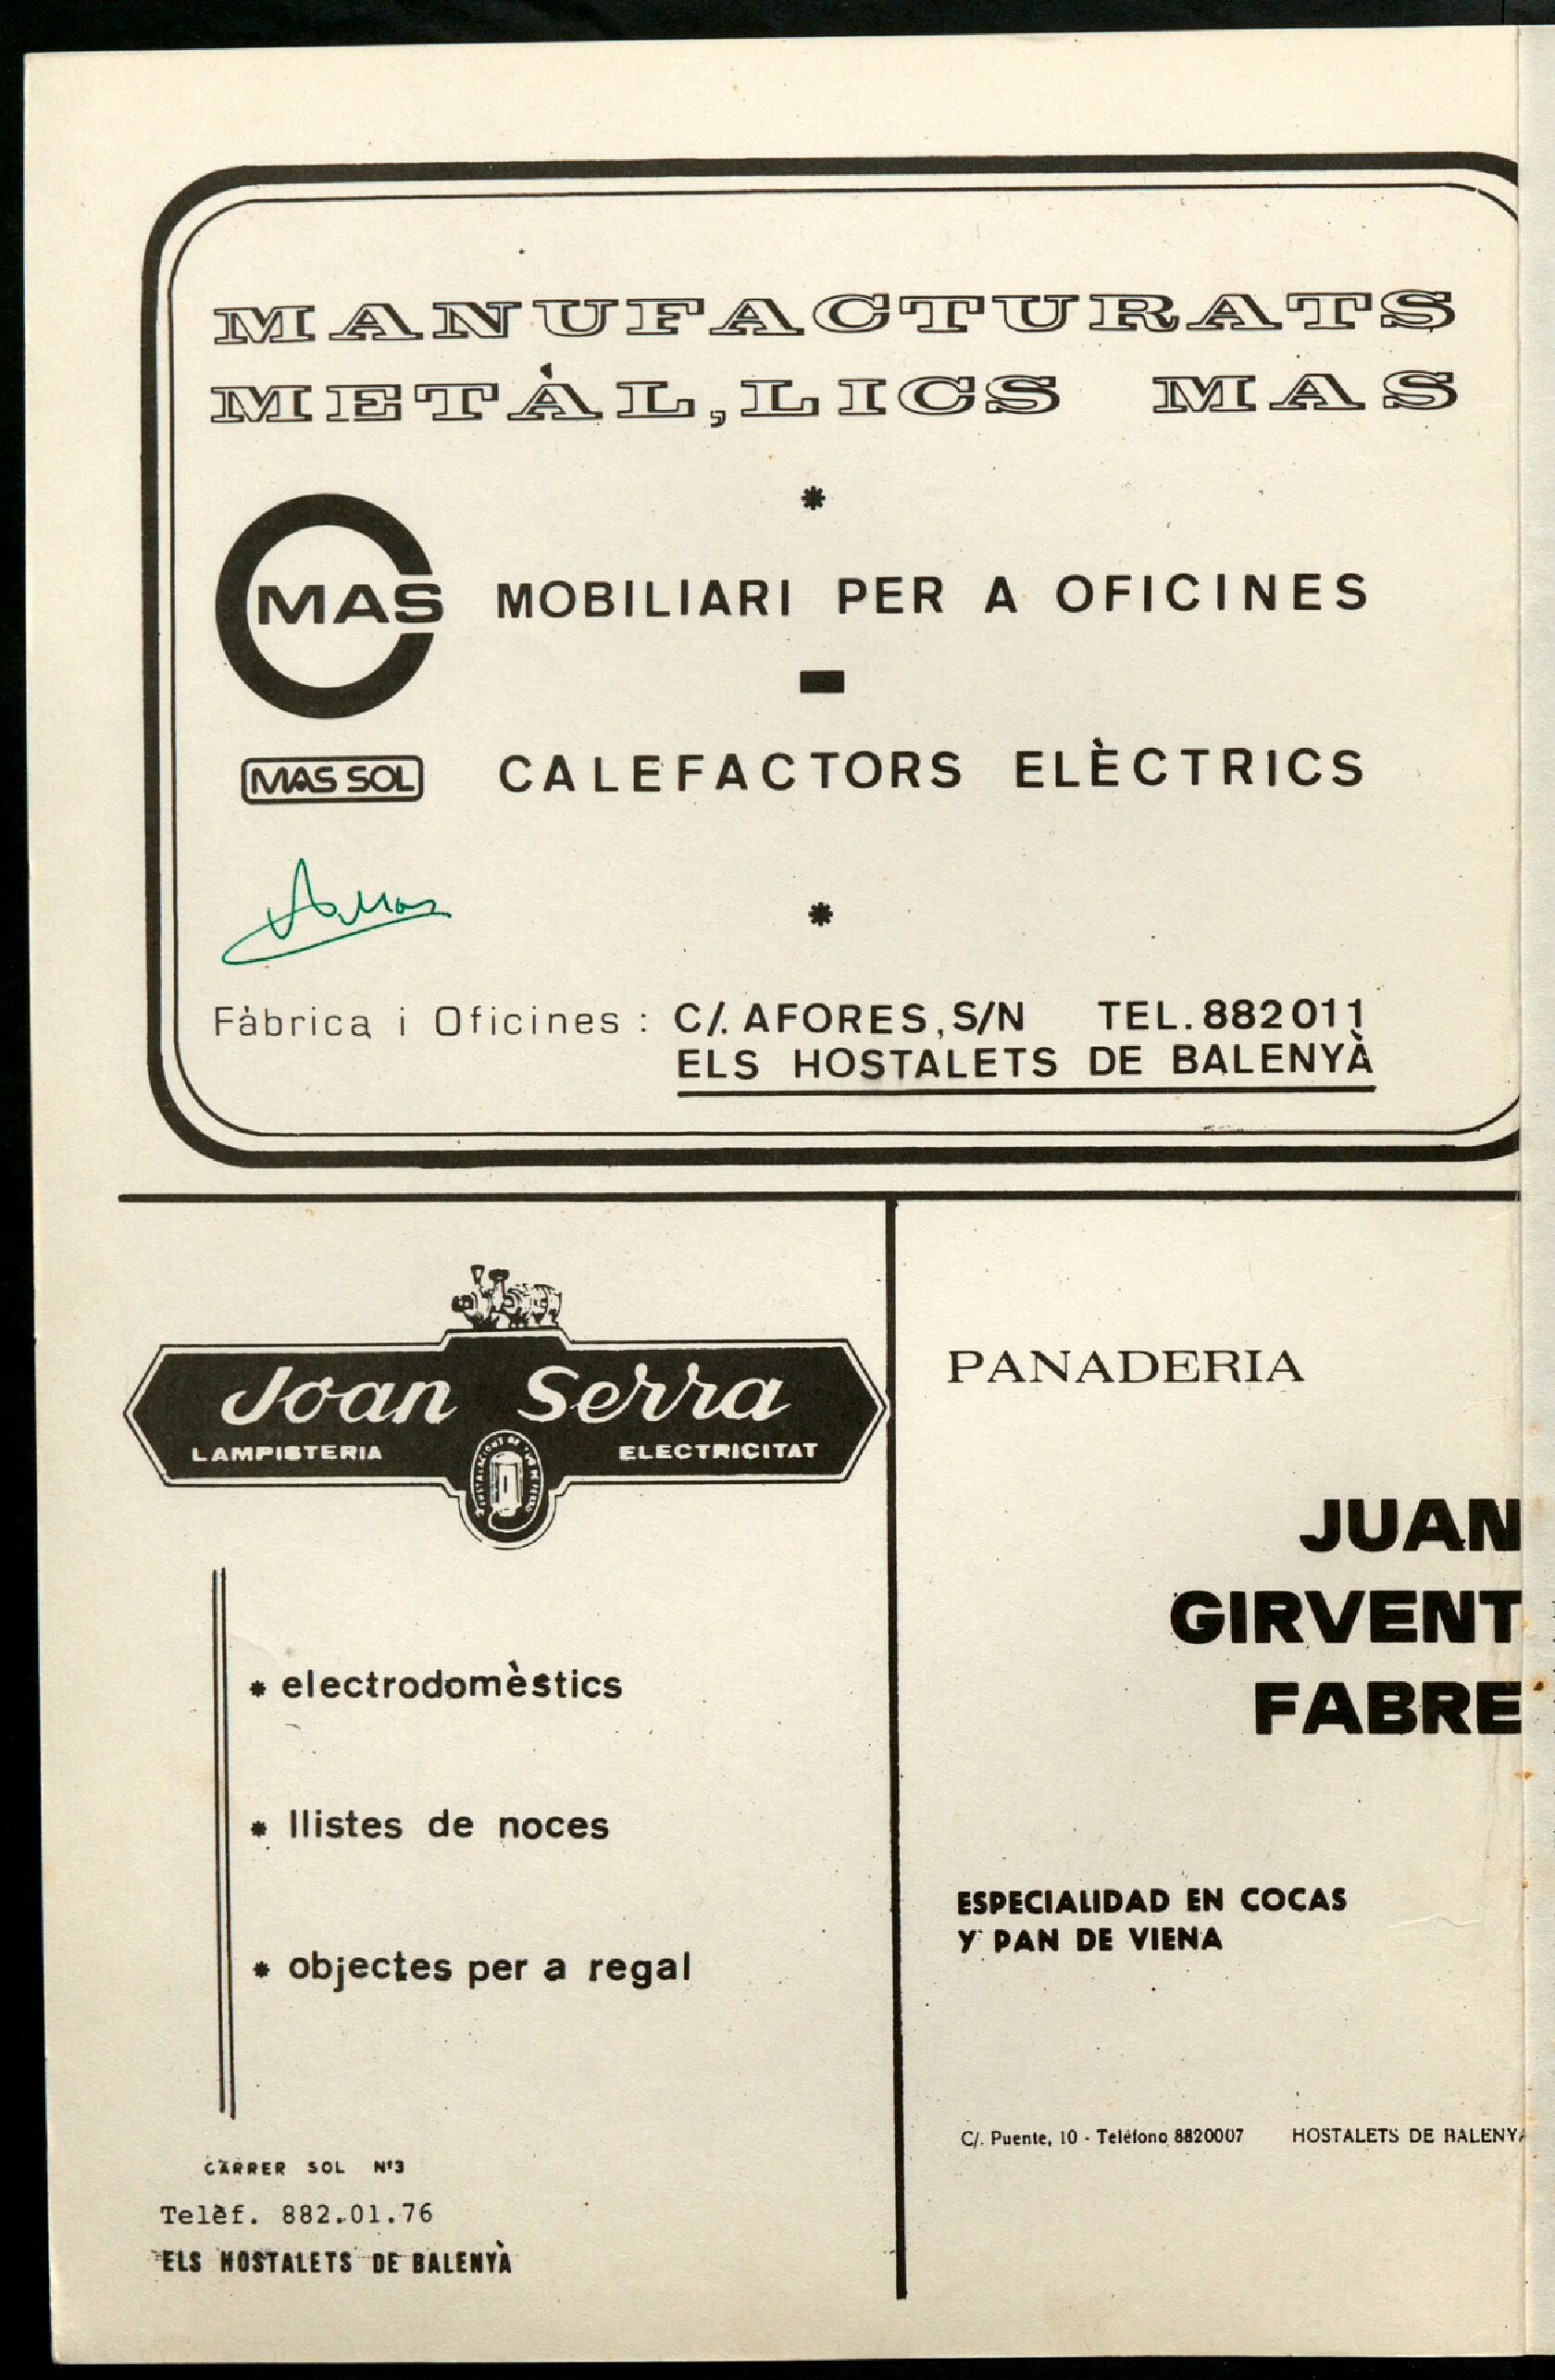 MANUFACTURATS
METÀL,LICS MAS
*
MAS
MOBILIARI PER A OFICINES
MAS SOL
CALEFACTORS ELÈCTRICS
A.Mas
*
Fàbrica i Oficines : C/. AFORES, S/N TEL. 882011
ELS HOSTALETS DE BALENYÀ
Joan Serra
LAMPISTERIA ELECTRICITAT
* electrodomèstics
* llistes de noces
* objectes per a regal
CARRER SOL Nº3
Telèf. 882.01.76
ELS HOSTALETS DE BALENYÀ
PANADERIA
JUAN
GIRVENT
FABRE
ESPECIALIDAD EN COCAS
Y PAN DE VIENA
C/. Puente, 10 - Teléfono 8820007 HOSTALETS DE BALENYA